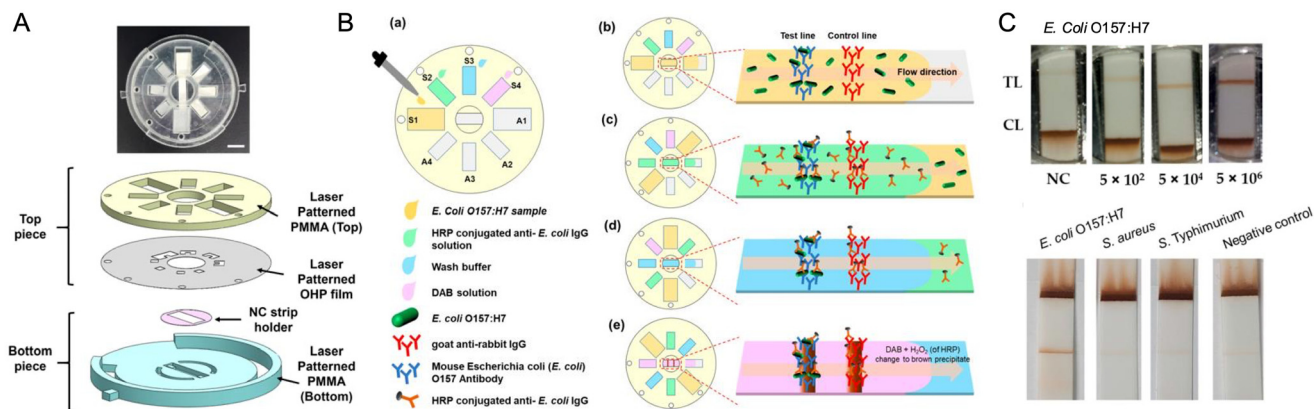 A
Top
piece
Bottom
piece
Laser
Patterned
PMMA (Top)
Laser
Patterned
OHP film
NC strip
holder
Laser
Patterned
PMMA
(Bottom)
B
(a)
S1
S2
S3
S4
A1
A2
A3
A4
E. Coli O157:H7 sample
HRP conjugated anti- E. coli IgG
solution
Wash buffer
DAB solution
E. coli O157:H7
goat anti-rabbit IgG
Mouse Escherichia coli (E. coli)
O157 Antibody
HRP conjugated anti- E. coli IgG
(b)
Test line
Control line
Flow direction
(c)
(d)
(e)
DAB + H₂O₂ (of HRP)
change to brown precipitate
C
E. Coli O157:H7
TL
CL
NC
5 × 10²
5 × 10⁴
5 × 10⁶
E. coli O157:H7
S. aureus
S. Typhimurium
Negative control